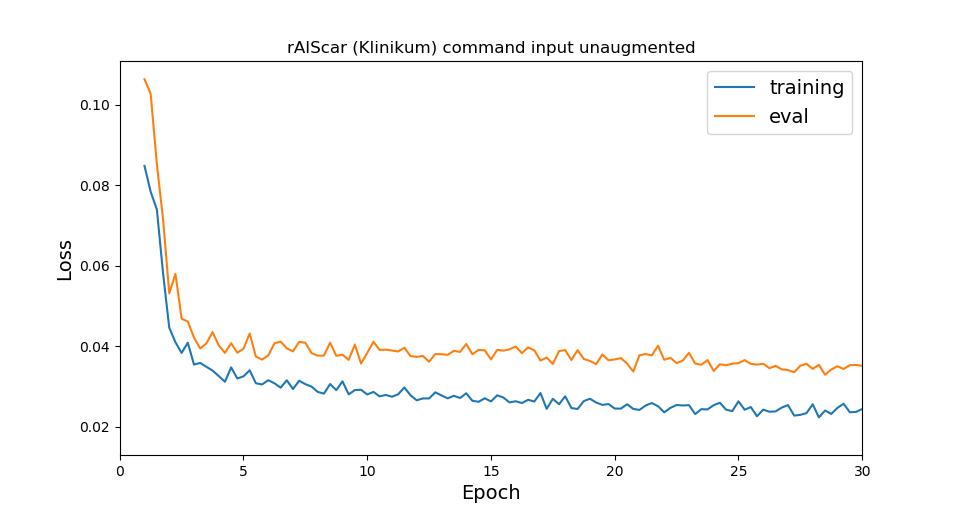 rAIScar (Klinikum) command input unaugmented
training
eval
0.10
0.08
0.06
0.04
0.02
Loss
0
5
10
15
20
25
30
Epoch